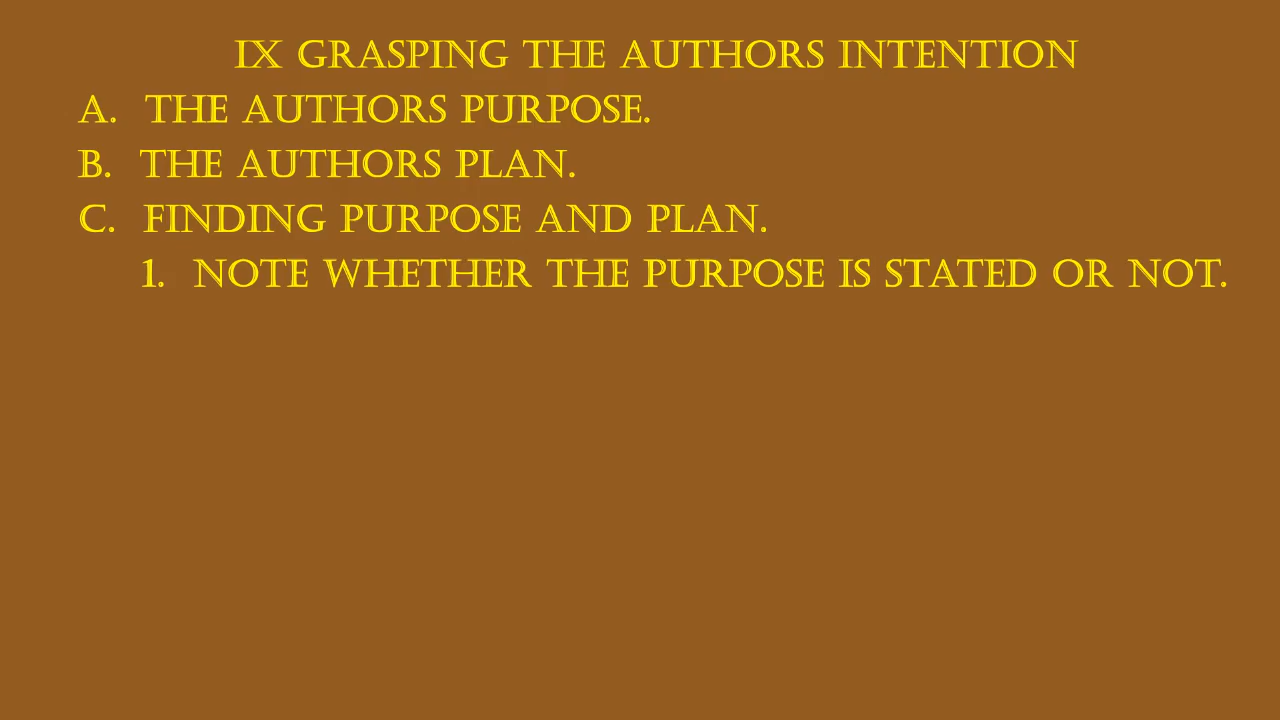 IX GRASPING THE AUTHORS INTENTION
A. THE AUTHORS PURPOSE.
B. THE AUTHORS PLAN.
C. FINDING PURPOSE AND PLAN.
1. NOTE WHETHER THE PURPOSE IS STATED OR NOT.